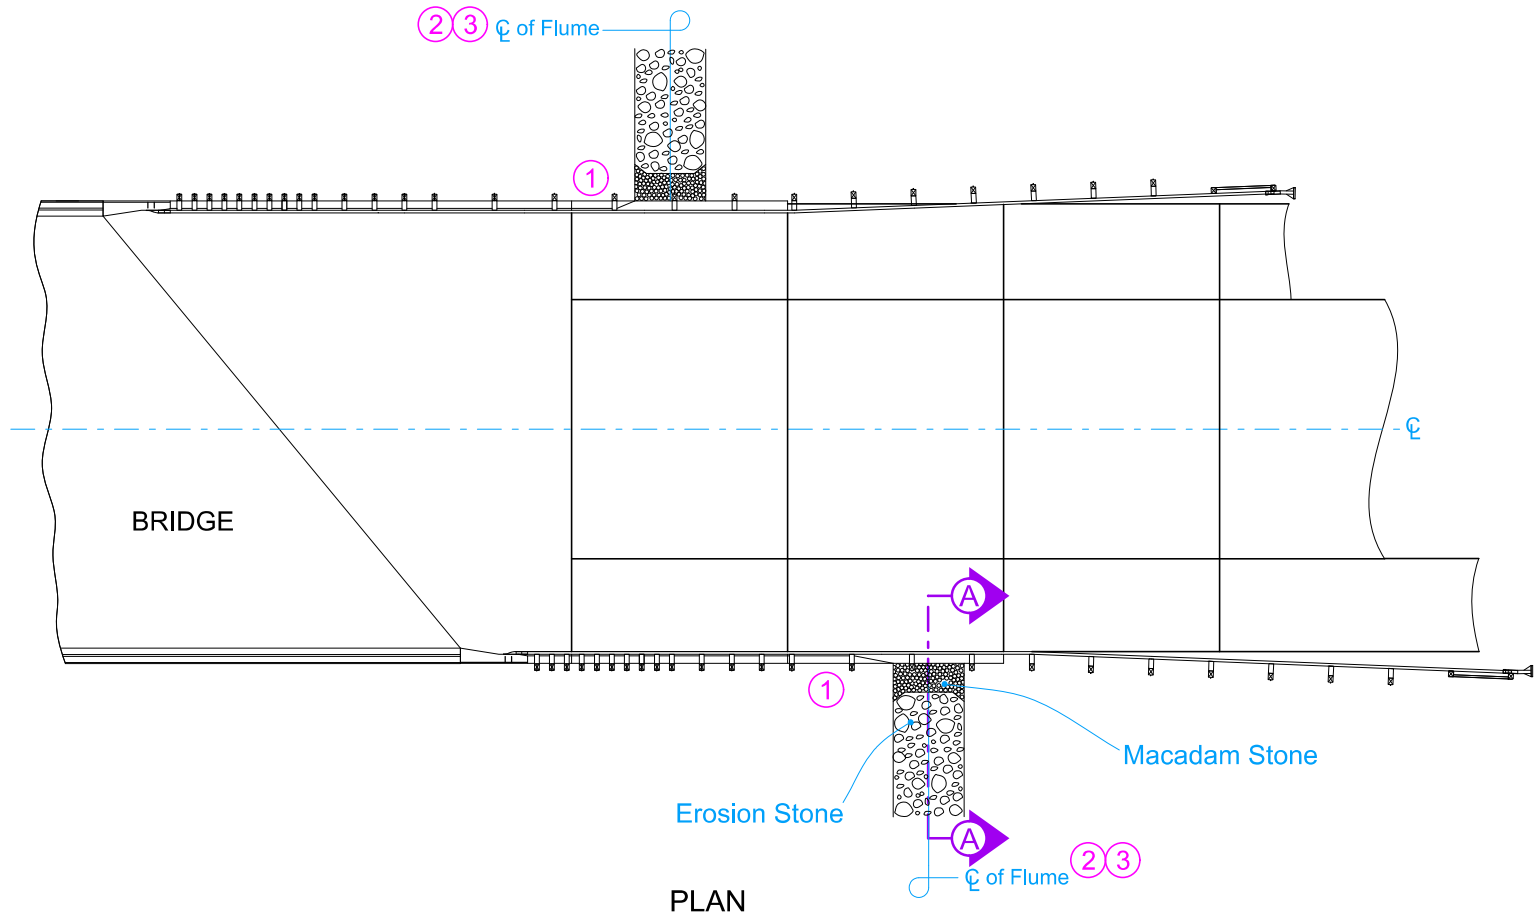 2 3 ℄ of Flume
1
℄
BRIDGE
A
1
Macadam Stone
Erosion Stone
A
2 3
℄ of Flume
PLAN